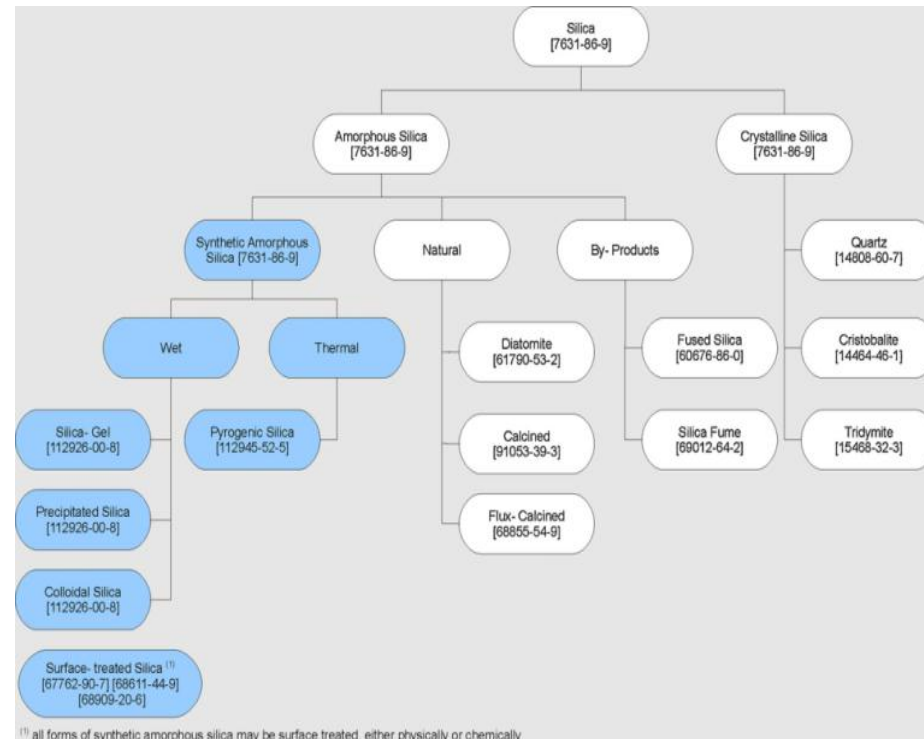 Silica
[7631-86-9]
Amorphous Silica
[7631-86-9]
Crystalline Silica
[7631-86-9]
Synthetic Amorphous
Silica [7631-86-9]
Natural
By- Products
Quartz
[14808-60-7]
Wet
Thermal
Diatomite
[61790-53-2]
Fused Silica
[60676-86-0]
Cristobalite
[14464-46-1]
Silica- Gel
[112926-00-8]
Pyrogenic Silica
[112945-52-5]
Calcined
[91053-39-3]
Silica Fume
[69012-64-2]
Tridymite
[15468-32-3]
Precipitated Silica
[112926-00-8]
Flux- Calcined
[68855-54-9]
Colloidal Silica
[112926-00-8]
Surface- treated Silica (1)
[67762-90-7] [68611-44-9]
[68909-20-6]
(1) all forms of synthetic amorphous silica may be surface treated, either physically or chemically